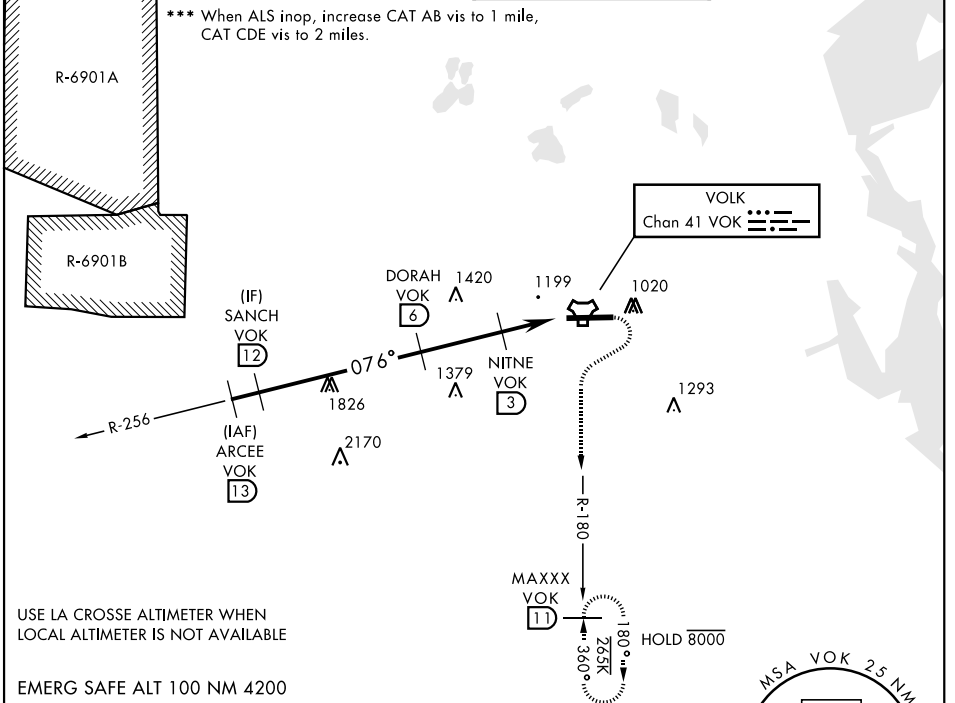 *** When ALS inop, increase CAT AB vis to 1 mile,
CAT CDE vis to 2 miles.
R-6901A
R-6901B
VOLK
Chan 41 VOK
(IF)
SANCH
VOK
12
DORAH
VOK
6
1420
1199
1020
076°
NITNE
VOK
3
1379
1826
1293
R-256
(IAF)
ARCEE
VOK
13
2170
R-180
MAXXX
VOK
11
180°
265K
360°
HOLD 8000
USE LA CROSSE ALTIMETER WHEN
LOCAL ALTIMETER IS NOT AVAILABLE
EMERG SAFE ALT 100 NM 4200
MSA VOK 25 NM